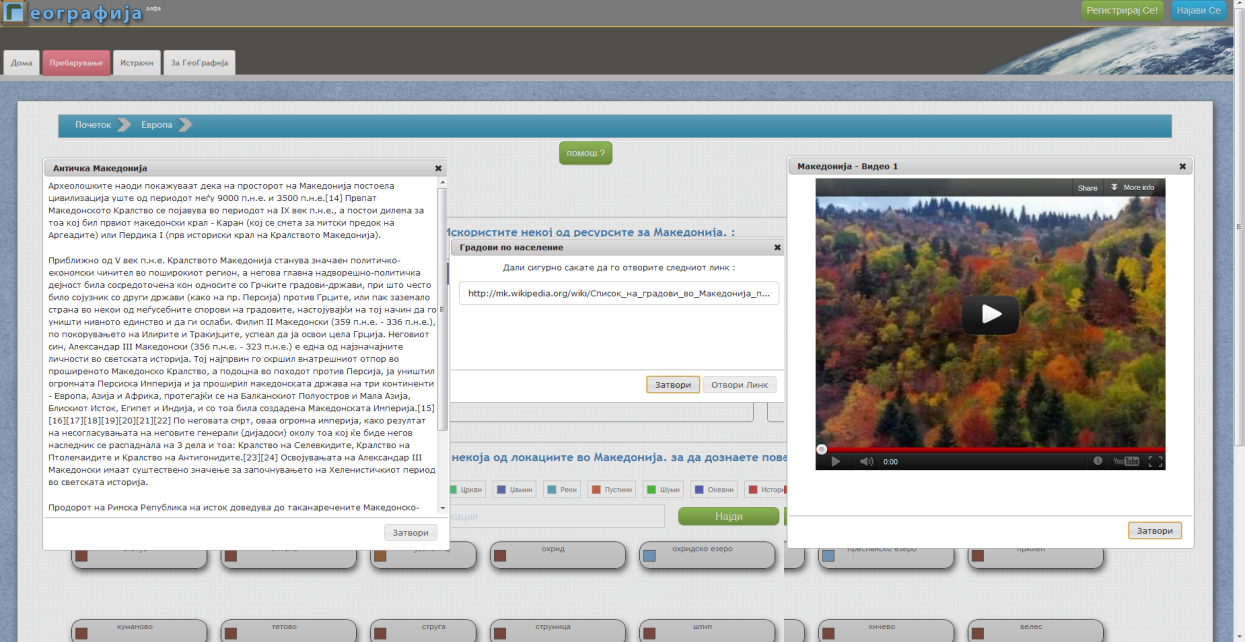 Географија алфа
Регистрирај Се!
Најави Се
Дома
Пребарување
Истражи
За ГеоГрафија
Почеток
Европа
помош ?
Античка Македонија
Археолошките наоди покажуваат дека на просторот на Македонија постоела
цивилизација уште од периодот меѓу 9000 п.н.е. и 3500 п.н.е.[14] Првпат
Македонското Кралство се појавува во периодот на IX век п.н.е., а постои дилема за
тоа кој бил првиот македонски крал - Каран (кој се смета за митски предок на
Аргеадите) или Пердика I (прв историски крал на Кралството Македонија).
Приближно од V век п.н.е. Кралството Македонија станува значаен политичко-
економски чинител во поширокиот регион, а негова главна надворешно-политичка
дејност била сосредоточена кон односите со Грчките градови-држави, при што често
било сојузник со други држави (како на пр. Персија) против Грците, или пак заземало
страна во некои од меѓусебните спорови на градовите, настојувајќи на тој начин да го
уништи нивното единство и да ги ослаби. Филип II Македонски (359 п.н.е. - 336 п.н.е.),
по покорувањето на Илирите и Тракијците, успеал да ја освои цела Грција. Неговиот
син, Александар III Македонски (356 п.н.е. - 323 п.н.е.) е една од најзначајните
личности во светската историја. Тој најпрвин го скршил внатрешниот отпор во
проширеното Македонско Кралство, а подоцна во походот против Персија, ја уништил
огромната Персиска Империја и ја проширил македонската држава на три континенти
- Европа, Азија и Африка, протегајќи се на Балканскиот Полуостров и Мала Азија,
Блискиот Исток, Египет и Индија, и со тоа била создадена Македонската Империја.[15]
[16][17][18][19][20][21][22] По неговата смрт, оваа огромна империја, како резултат
на несогласувањата на неговите генерали (дијадоси) околу тоа кој ќе биде негов
наследник се распаднала на 3 дела и тоа: Кралство на Селевкидите, Кралство на
Птолемаидите и Кралство на Антигонидите.[23][24] Освојувањата на Александар III
Македонски имаат суштествено значење за започнувањето на Хеленистичкиот период
во светската историја.
Продорот на Римска Република на исток доведува до таканаречените Македонско-
Затвори
Искористите некој од ресурсите за Македонија. :
Градови по население
Дали сигурно сакате да го отворите следниот линк :
http://mk.wikipedia.org/wiki/Список_на_градови_во_Македонија_п...
Затвори
Отвори Линк
Македонија - Видео 1
Share
More info
0:00
YouTube
Затвори
некоја од локациите во Македонија. за да дознаете пове
Цркви
Џамии
Реки
Пустини
Шуми
Океани
Истори
кации
Најди
охрид
охридско езеро
преспанско езеро
прилеп
куманово
тетово
струга
струмица
штип
кичево
велес